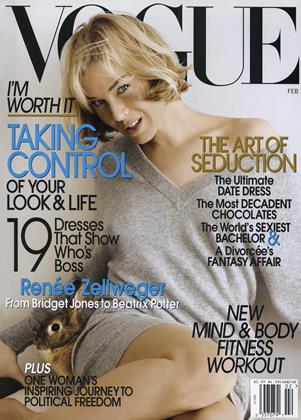 VOGUE
FEB
I'M
WORTH IT
TAKING
CONTROL
OF YOUR
LOOK & LIFE
19 Dresses
That Show
Who's
Boss
Renée Zellweger
From Bridget Jones to Beatrix Potter
PLUS
ONE WOMAN'S
INSPIRING JOURNEY TO
POLITICAL FREEDOM
THE ART OF
SEDUCTION
The Ultimate
DATE DRESS
The Most DECADENT
CHOCOLATES
The World's SEXIEST
BACHELOR &
A Divorcée's
FANTASY AFFAIR
NEW
MIND & BODY
FITNESS
WORKOUT